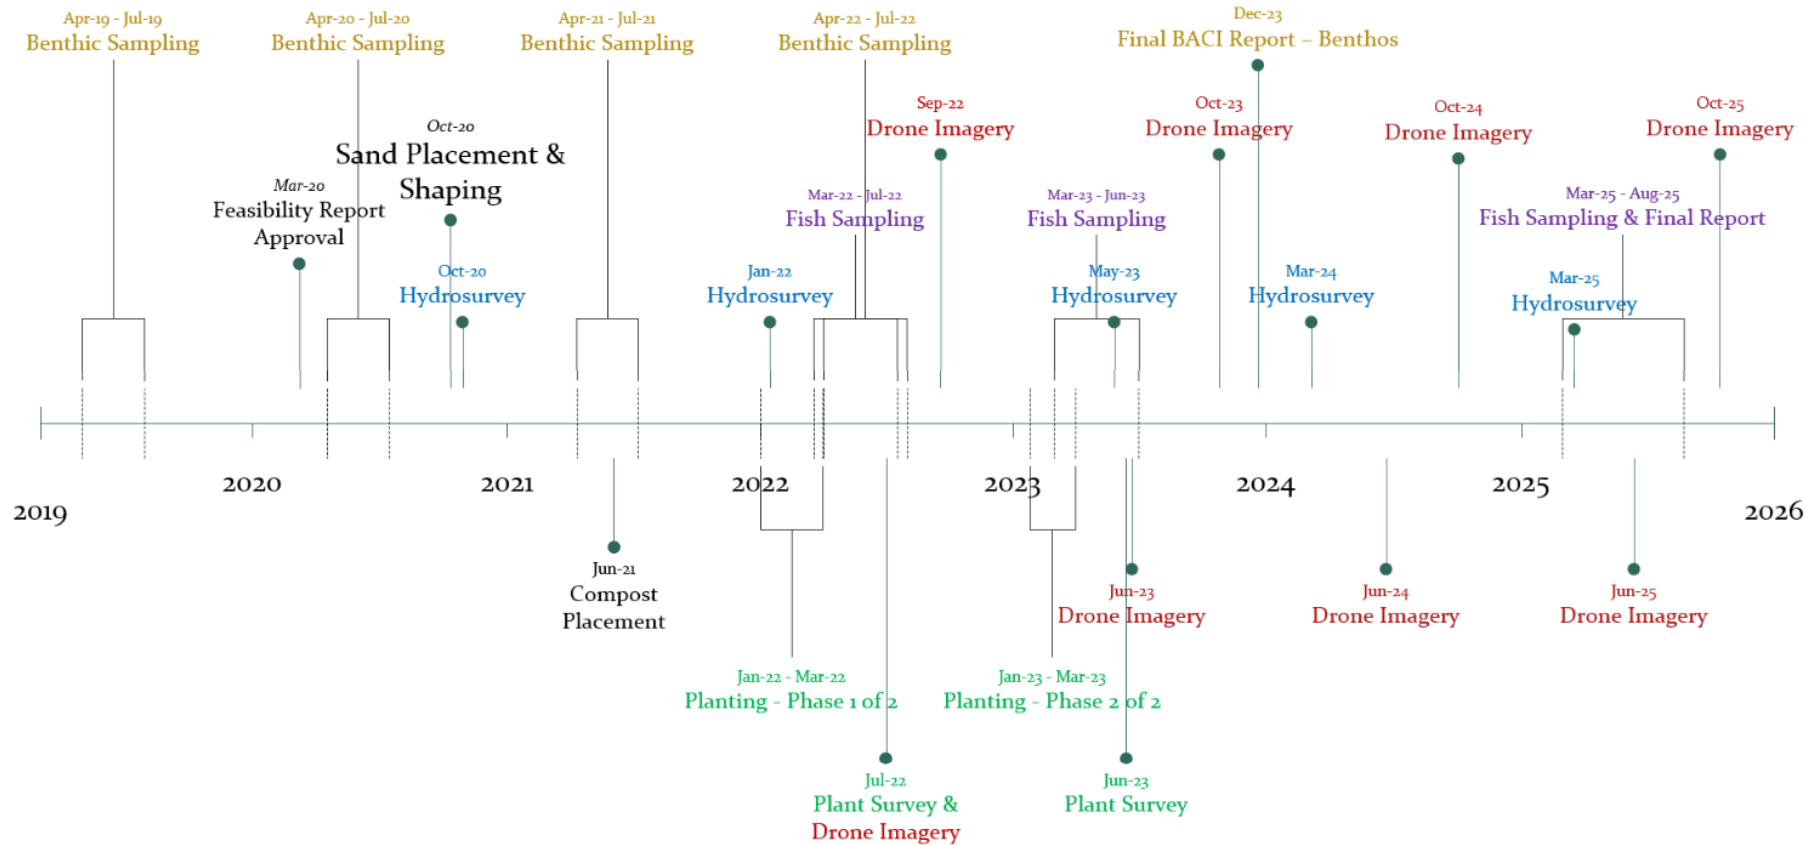 Apr-19 - Jul-19
Benthic Sampling
Apr-20 - Jul-20
Benthic Sampling
Apr-21 - Jul-21
Benthic Sampling
Apr-22 - Jul-22
Benthic Sampling
Dec-23
Final BACI Report – Benthos
Sep-22
Drone Imagery
Oct-23
Drone Imagery
Oct-24
Drone Imagery
Oct-25
Drone Imagery
Oct-20
Sand Placement &
Shaping
Mar-20
Feasibility Report
Approval
Mar-22 - Jul-22
Fish Sampling
Mar-23 - Jun-23
Fish Sampling
Mar-25 - Aug-25
Fish Sampling & Final Report
Oct-20
Hydrosurvey
Jan-22
Hydrosurvey
May-23
Hydrosurvey
Mar-24
Hydrosurvey
Mar-25
Hydrosurvey
2019
2020
2021
2022
2023
2024
2025
2026
Jun-21
Compost
Placement
Jun-23
Drone Imagery
Jun-24
Drone Imagery
Jun-25
Drone Imagery
Jan-22 - Mar-22
Planting - Phase 1 of 2
Jan-23 - Mar-23
Planting - Phase 2 of 2
Jul-22
Plant Survey &
Drone Imagery
Jun-23
Plant Survey